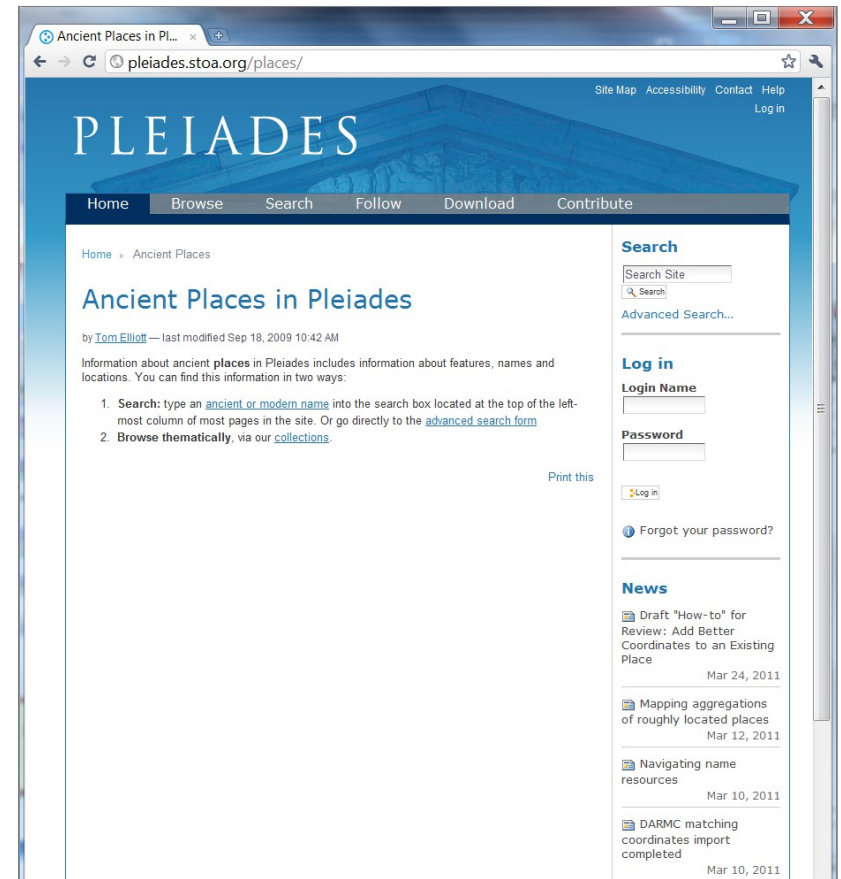 Ancient Places in Pl...
pleiades.stoa.org/places/
Site Map Accessibility Contact Help
Log in
PLEIADES
Home Browse Search Follow Download Contribute
Home Ancient Places
Ancient Places in Pleiades
by Tom Elliott — last modified Sep 18, 2009 10:42 AM
Information about ancient places in Pleiades includes information about features, names and
locations. You can find this information in two ways:
1. Search: type an ancient or modern name into the search box located at the top of the left-
most column of most pages in the site. Or go directly to the advanced search form
2. Browse thematically, via our collections.
Print this
Search
Search Site
Search
Advanced Search...
Log in
Login Name
Password
Log in
Forgot your password?
News
Draft "How-to" for
Review: Add Better
Coordinates to an Existing
Place
Mar 24, 2011
Mapping aggregations
of roughly located places
Mar 12, 2011
Navigating name
resources
Mar 10, 2011
DARMC matching
coordinates import
completed
Mar 10, 2011